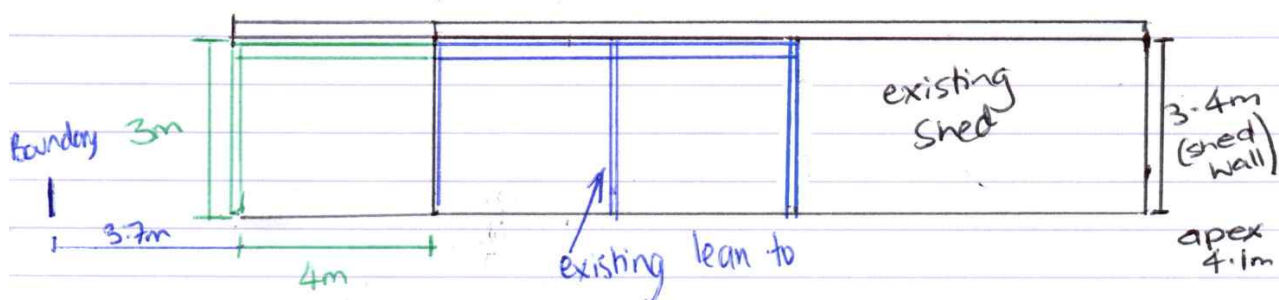 existing
shed
3.4m
(shed
wall)
Boundary
3m
3.7m
4m
existing lean to
apex
4.1m